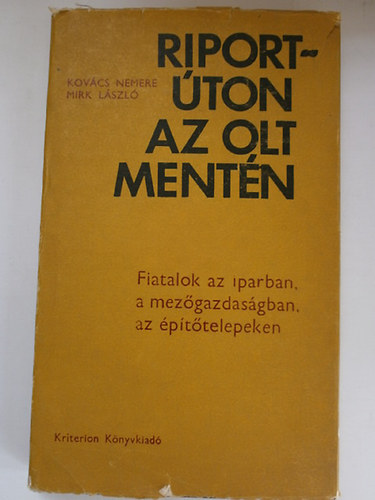 RIPORT-
KOVÁCS NEMERE
MIRK LÁSZLÓ
ÚTON
AZ OLT
MENTÉN
Fiatalok az iparban,
a mezőgazdaságban,
az építőtelepeken
Kriterion Könyvkiadó